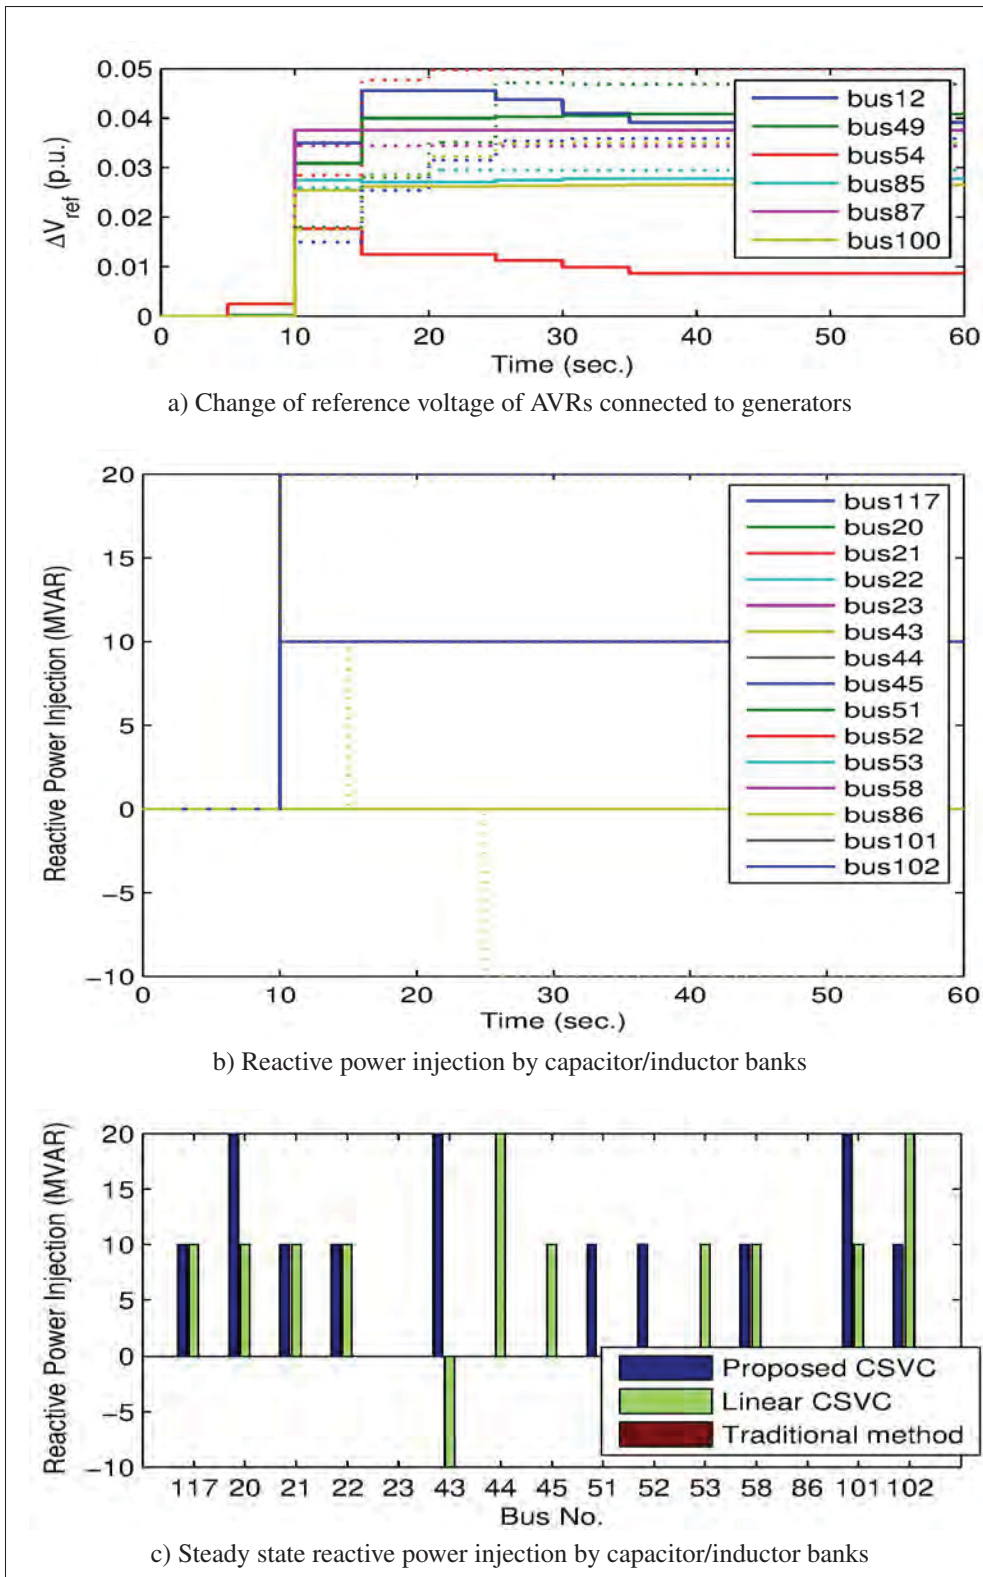 0.05
0.04
0.03
0.02
0.01
0
ΔV_ref (p.u.)
bus12
bus49
bus54
bus85
bus87
bus100
0 10 20 30 40 50 60
Time (sec.)
a) Change of reference voltage of AVRs connected to generators
20
15
10
5
0
−5
−10
Reactive Power Injection (MVAR)
bus117
bus20
bus21
bus22
bus23
bus43
bus44
bus45
bus51
bus52
bus53
bus58
bus86
bus101
bus102
0 10 20 30 40 50 60
Time (sec.)
b) Reactive power injection by capacitor/inductor banks
20
15
10
5
0
−5
−10
Reactive Power Injection (MVAR)
Proposed CSVC
Linear CSVC
Traditional method
117 20 21 22 23 43 44 45 51 52 53 58 86 101 102
Bus No.
c) Steady state reactive power injection by capacitor/inductor banks